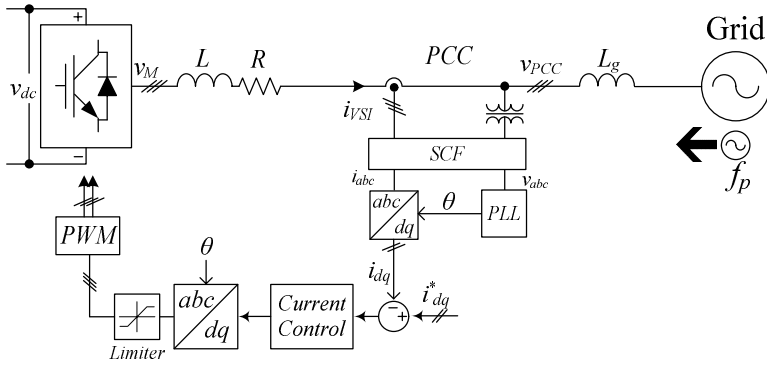 +
v_dc
−
v_M
L
R
i_VSI
PCC
v_PCC
L_g
Grid
f_p
SCF
i_abc
v_abc
abc
dq
θ
PLL
PWM
θ
i_dq
i*_dq
abc
dq
Current
Control
−
+
Limiter